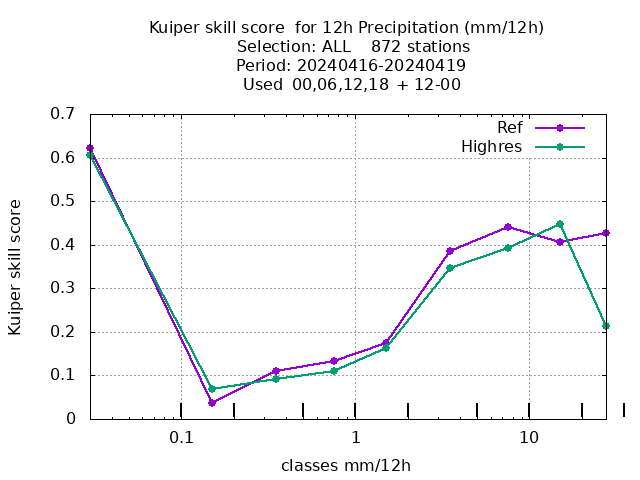 Kuiper skill score  for 12h Precipitation (mm/12h)
Selection: ALL    872 stations
Period: 20240416-20240419
Used  00,06,12,18 + 12-00
Ref
Highres
0.7
0.6
0.5
0.4
0.3
0.2
0.1
0
Kuiper skill score
0.1
1
10
classes mm/12h